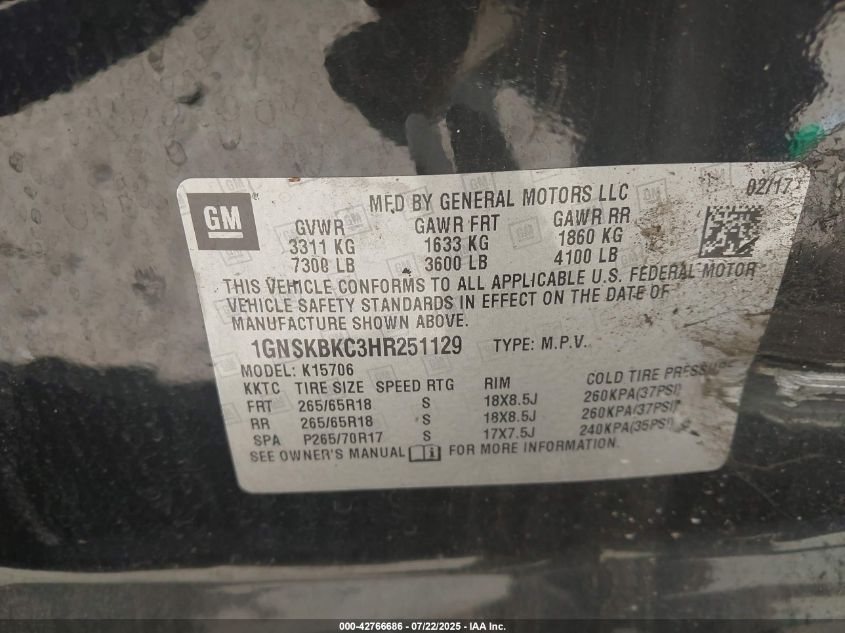 GM
MFD BY GENERAL MOTORS LLC 02/17
GVWR GAWR FRT GAWR RR
3311 KG 1633 KG 1860 KG
7300 LB 3600 LB 4100 LB
THIS VEHICLE CONFORMS TO ALL APPLICABLE U.S. FEDERAL MOTOR
VEHICLE SAFETY STANDARDS IN EFFECT ON THE DATE OF
MANUFACTURE SHOWN ABOVE.
1GNSKBKC3HR251129 TYPE: M.P.V.
MODEL: K15706
KKTC TIRE SIZE SPEED RTG RIM COLD TIRE PRESSURE
FRT 265/65R18 S 18X8.5J 260KPA(37PSI)
RR 265/65R18 S 18X8.5J 260KPA(37PSI)
SPA P265/70R17 S 17X7.5J 240KPA(35PSI)
SEE OWNER'S MANUAL FOR MORE INFORMATION.
000-42766686 - 07/22/2025 - IAA Inc.